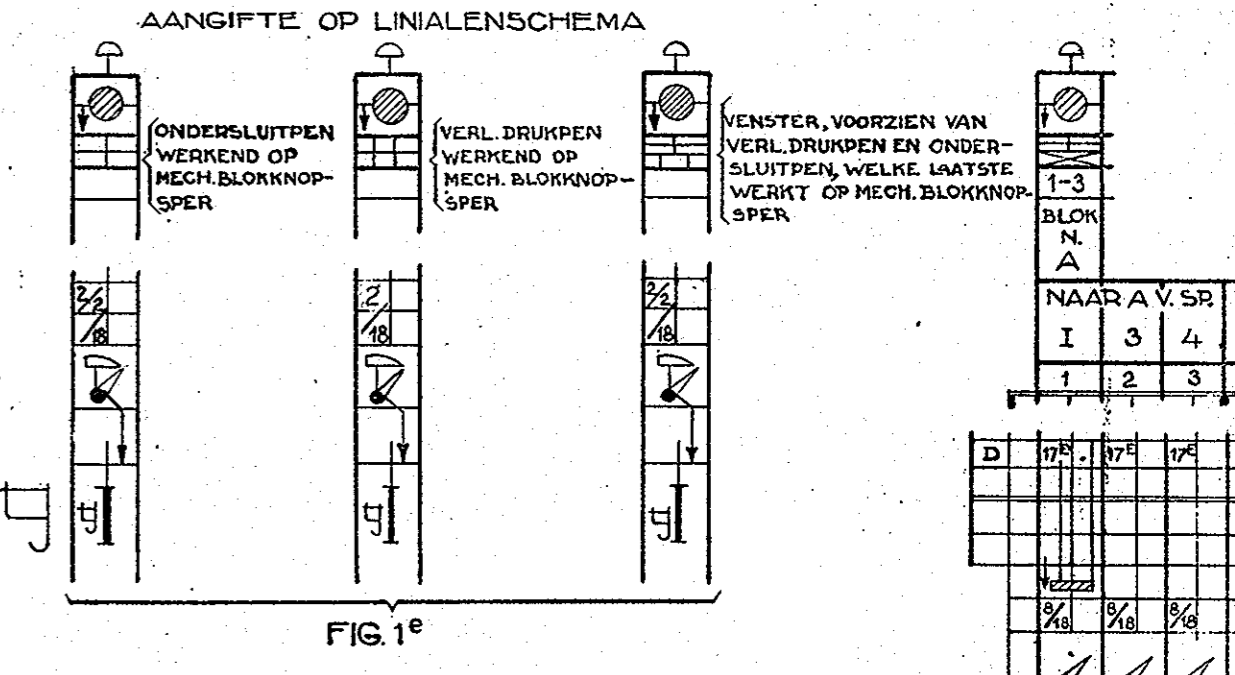 AANGIFTE OP LINIALENSCHEMA
ONDERSLUITPEN
WERKEND OP
MECH. BLOKKNOP-
SPER
VERL. DRUKPEN
WERKEND OP
MECH. BLOKKNOP-
SPER
VENSTER, VOORZIEN VAN
VERL. DRUKPEN EN ONDER-
SLUITPEN, WELKE LAATSTE
WERKT OP MECH. BLOKKNOP-
SPER
1-3
BLOK
N.
A
NAAR A V. SP.
I 3 4
1 2 3
2/2 2 2/2
/18 /18 /18
D 17E 17E 17E
8/18 8/18 8/18
FIG. 1e